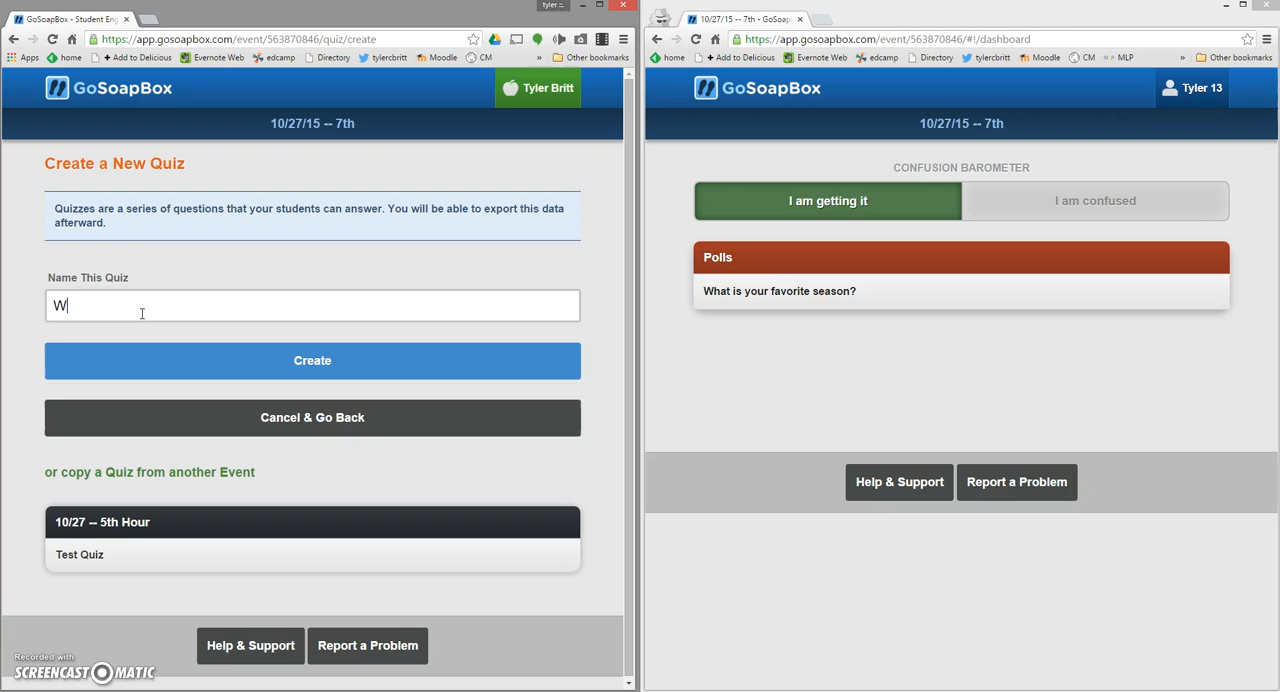 tyler --
GoSoapBox - Student Eng
https://app.gosoapbox.com/event/563870846/quiz/create
Apps home + Add to Delicious Evernote Web edcamp Directory tylercbritt Moodle CM » Other bookmarks
GoSoapBox Tyler Britt
10/27/15 -- 7th
Create a New Quiz
Quizzes are a series of questions that your students can answer. You will be able to export this data
afterward.
Name This Quiz
W
Create
Cancel & Go Back
or copy a Quiz from another Event
10/27 -- 5th Hour
Test Quiz
Help & Support Report a Problem
Recorded with
SCREENCAST MATIC
10/27/15 -- 7th - GoSoap
https://app.gosoapbox.com/event/563870846/#!/dashboard
home + Add to Delicious Evernote Web edcamp Directory tylercbritt Moodle CM MLP » Other bookmarks
GoSoapBox Tyler 13
10/27/15 -- 7th
CONFUSION BAROMETER
I am getting it I am confused
Polls
What is your favorite season?
Help & Support Report a Problem